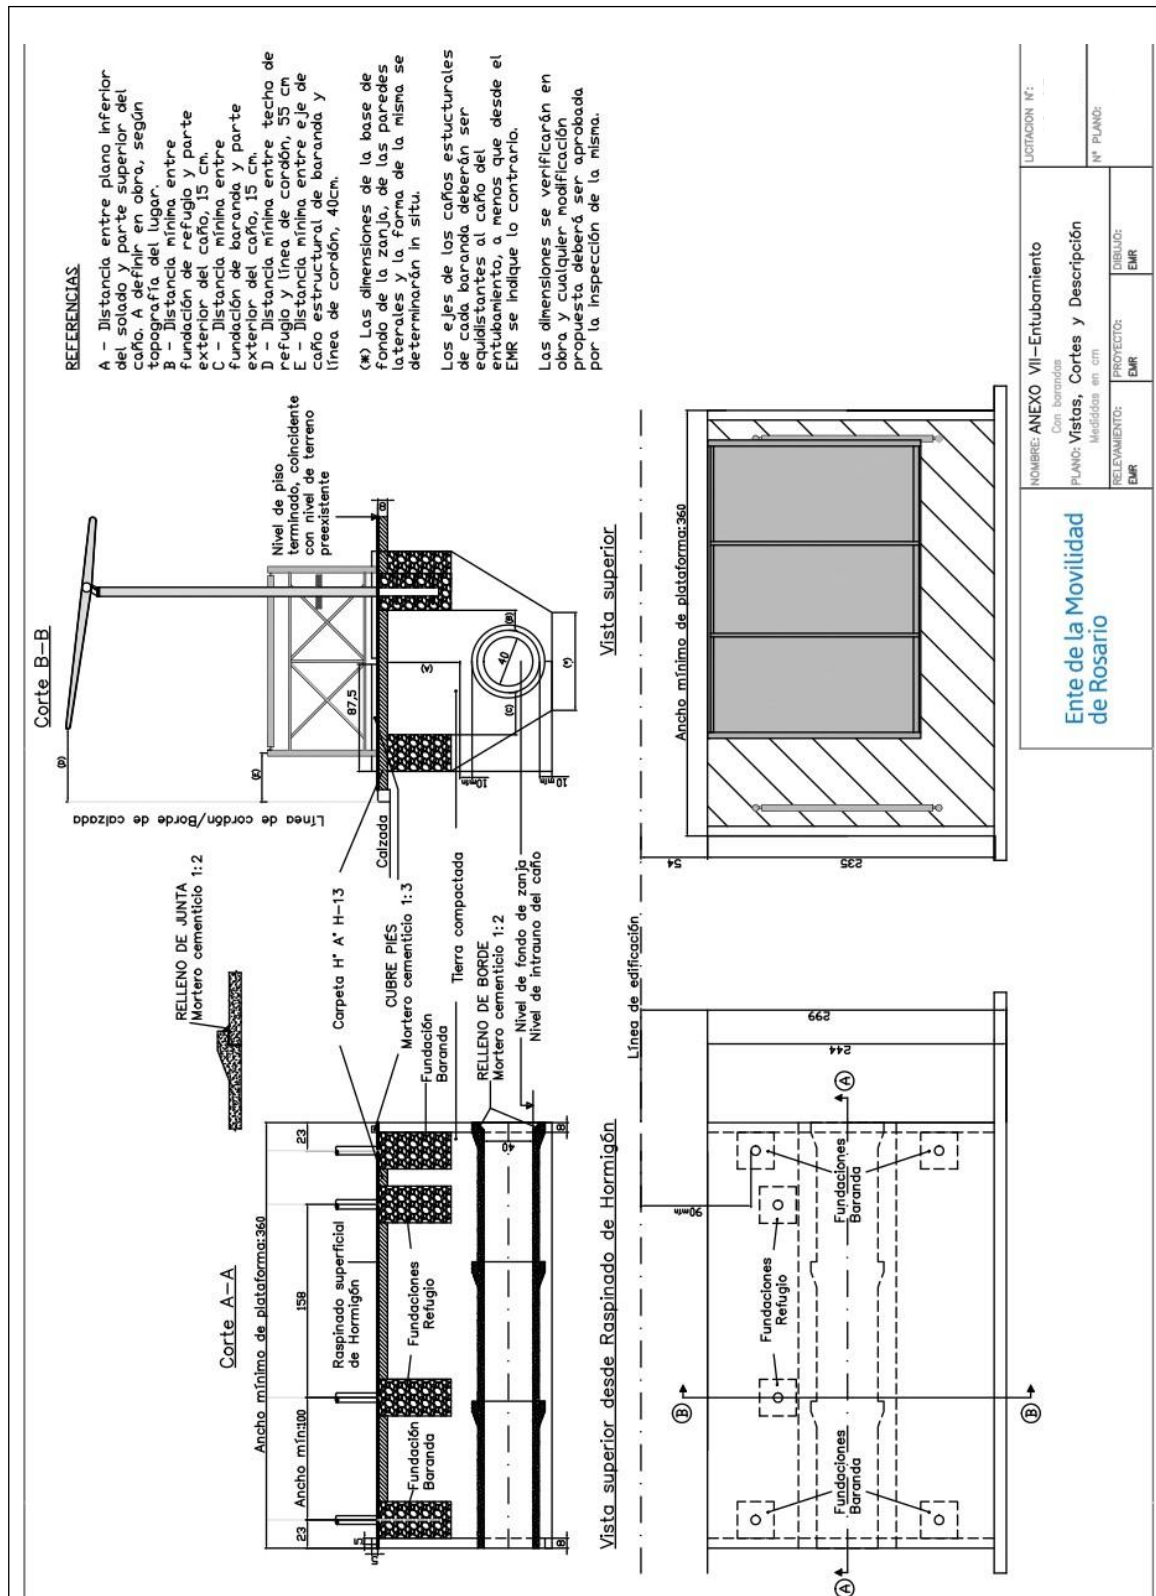 REFERENCIAS
A - Distancia entre plano inferior
del solado y parte superior del
caño. A definir en obra, según
topografía del lugar.
B - Distancia mínima entre
fundación de refugio y parte
exterior del caño, 15 cm.
C - Distancia mínima entre
fundación de baranda y parte
exterior del caño, 15 cm.
D - Distancia mínima entre techo de
refugio y línea de cordón, 55 cm
E - Distancia mínima entre eje de
caño estructural de baranda y
línea de cordón, 40cm.
(*) Las dimensiones de la base de
fondo de la zanja, de las paredes
laterales y la forma de la misma se
determinarán in situ.
Los ejes de los caños estucturales
de cada baranda deberán ser
equidistantes al caño del
entubamiento, a menos que desde el
EMR se indique lo contrario.
Las dimensiones se verificarán en
obra y cualquier modificación
propuesta deberá ser aprobada
por la inspección de la misma.
Corte B-B
(D)
(E)
Línea de cordón/Borde de calzada
Nivel de piso
terminado, coincidente
con nivel de terreno
preexistente
8
87,5
Calzada
(A)
(B)
(C)
40
10mín
10mín
(*)
RELLENO DE JUNTA
Mortero cementicio 1:2
Carpeta H° A° H-13
CUBRE PIÉS
Mortero cementicio 1:3
Tierra compactada
RELLENO DE BORDE
Mortero cementicio 1:2
Nivel de fondo de zanja
Nivel de intrauno del caño
Corte A-A
Ancho mínimo de plataforma:360
23
Ancho mín:100
158
23
Raspinado superficial
de Hormigón
Fundación
Baranda
Fundaciones
Refugio
Fundación
Baranda
5
5
8
40
8
8
Vista superior
Ancho mínimo de plataforma:360
54
235
Línea de edificación
Vista superior desde Raspinado de Hormigón
299
244
90mín
Fundaciones
Baranda
Fundaciones
Refugio
Fundaciones
Baranda
A
A
B
B
Ente de la Movilidad
de Rosario
NOMBRE: ANEXO VII-Entubamiento
Con barandas
PLANO: Vistas, Cortes y Descripción
Mediddas en cm
RELEVAMIENTO:
EMR
PROYECTO:
EMR
DIBUJO:
EMR
LICITACION N°:
N° PLANO: